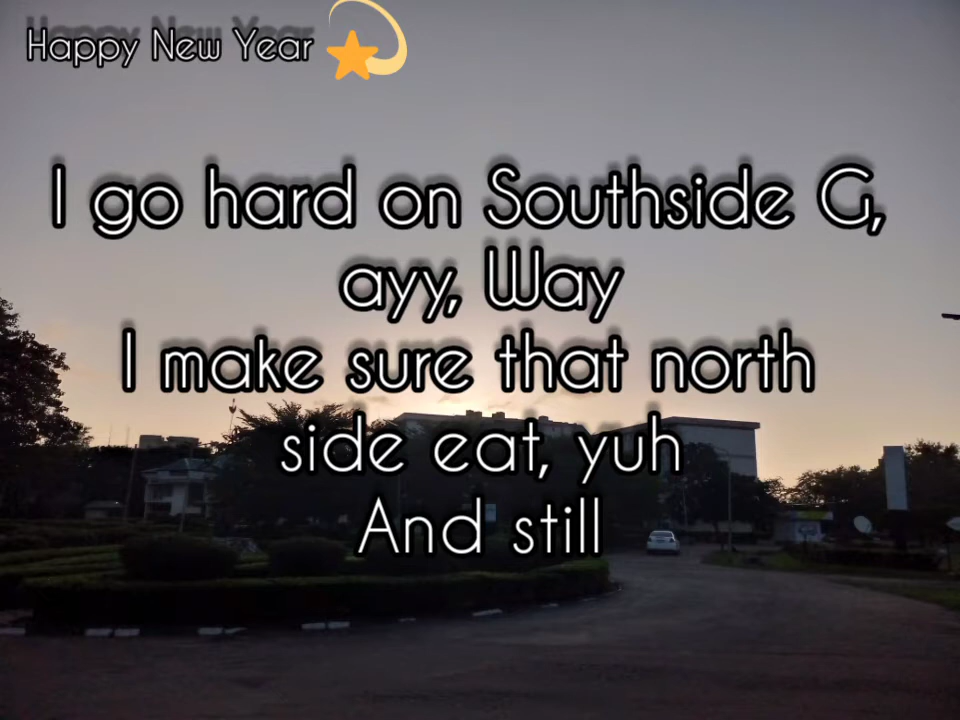 Happy New Year 💫
I go hard on Southside G,
ayy, Way
I make sure that north
side eat, yuh
And still